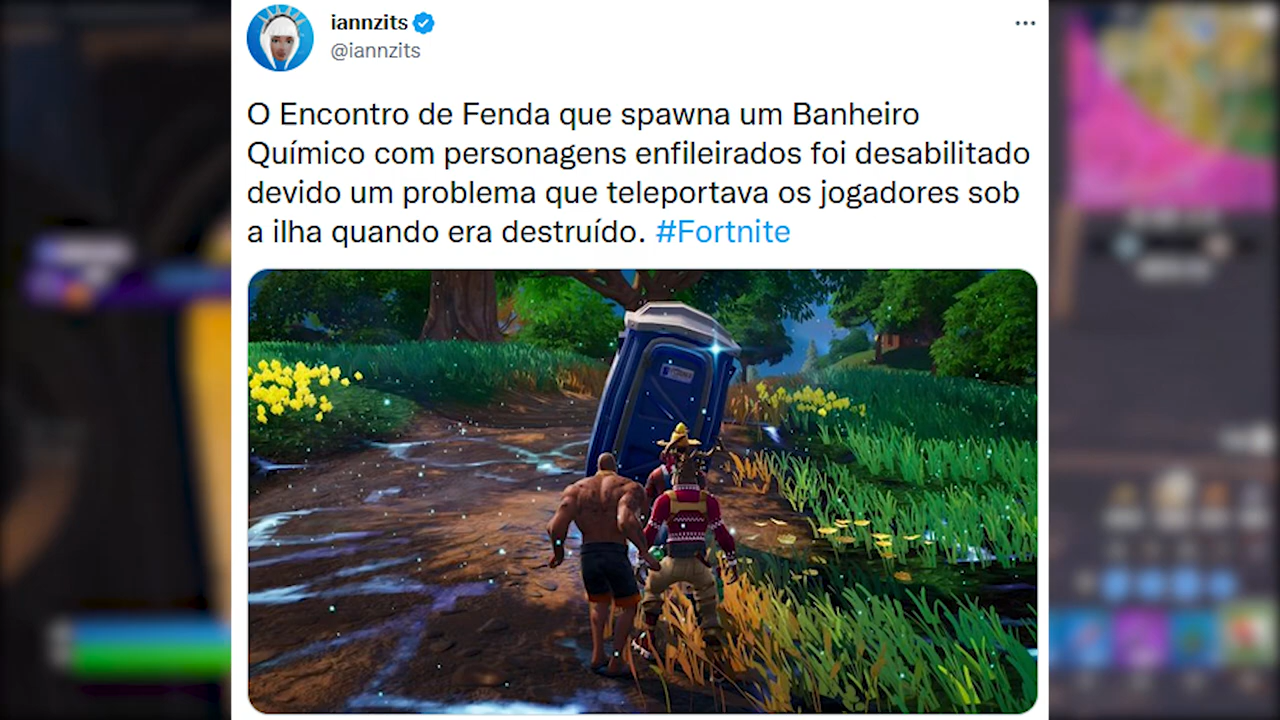 iannzits
@iannzits
O Encontro de Fenda que spawna um Banheiro
Químico com personagens enfileirados foi desabilitado
devido um problema que teleportava os jogadores sob
a ilha quando era destruído. #Fortnite